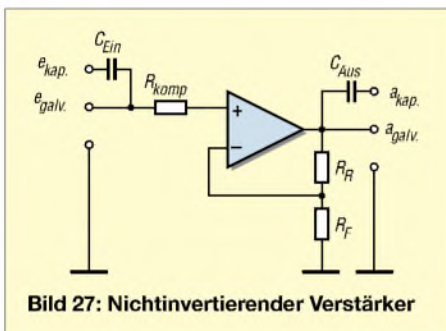 C_Ein
e_kap.
e_galv.
R_komp
+
−
C_Aus
a_kap.
a_galv.
R_R
R_F
Bild 27: Nichtinvertierender Verstärker